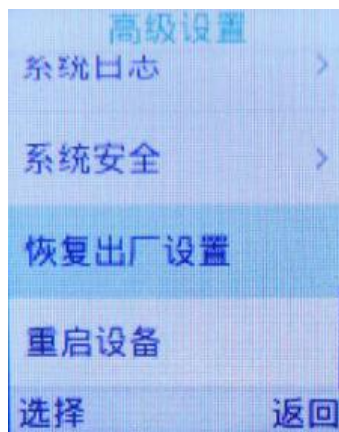 高级设置
系统日志
系统安全
恢复出厂设置
重启设备
选择 返回